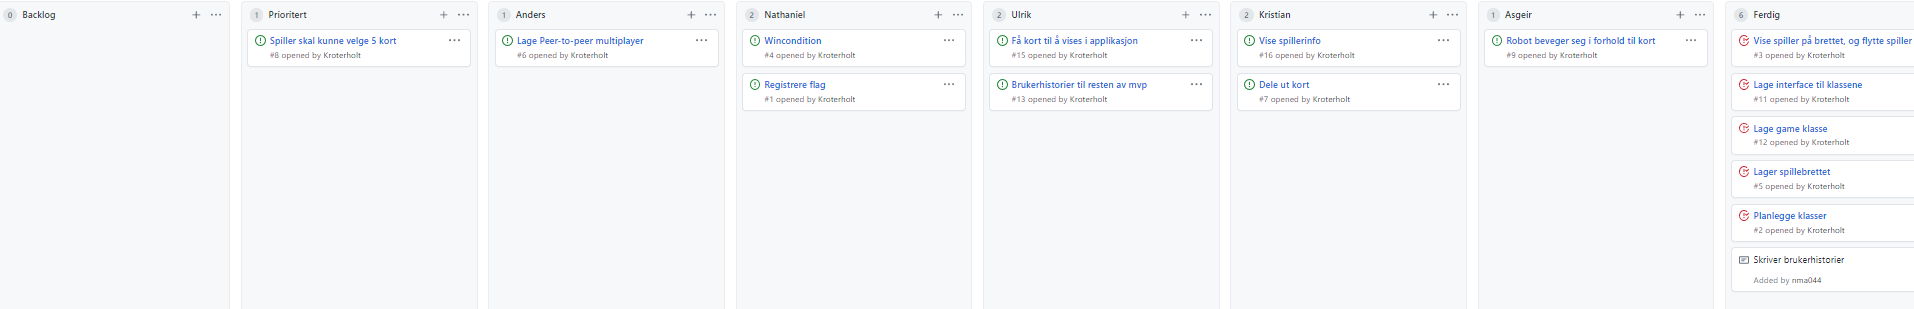 0 Backlog
1 Prioritert
Spiller skal kunne velge 5 kort
#8 opened by Kroterholt
1 Anders
Lage Peer-to-peer multiplayer
#6 opened by Kroterholt
2 Nathaniel
Wincondition
#4 opened by Kroterholt
Registrere flag
#1 opened by Kroterholt
2 Ulrik
Få kort til å vises i applikasjon
#15 opened by Kroterholt
Brukerhistorier til resten av mvp
#13 opened by Kroterholt
2 Kristian
Vise spillerinfo
#16 opened by Kroterholt
Dele ut kort
#7 opened by Kroterholt
1 Asgeir
Robot beveger seg i forhold til kort
#9 opened by Kroterholt
6 Ferdig
Vise spiller på brettet, og flytte spiller
#3 opened by Kroterholt
Lage interface til klassene
#11 opened by Kroterholt
Lage game klasse
#12 opened by Kroterholt
Lager spillebrettet
#5 opened by Kroterholt
Planlegge klasser
#2 opened by Kroterholt
Skriver brukerhistorier
Added by nma044